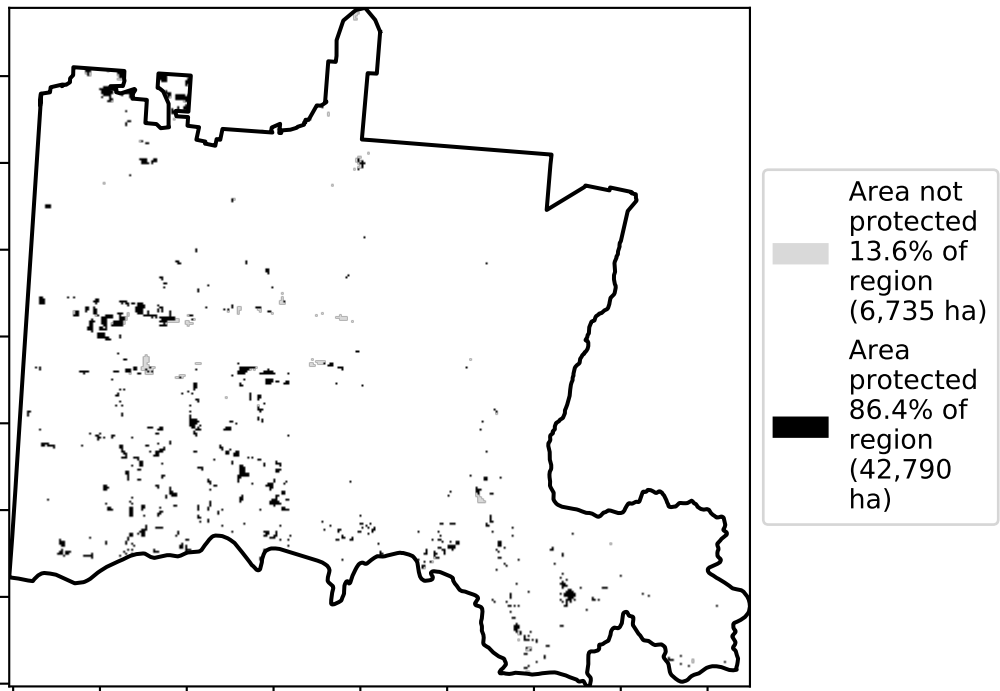 Area not
protected
13.6% of
region
(6,735 ha)
Area
protected
86.4% of
region
(42,790
ha)